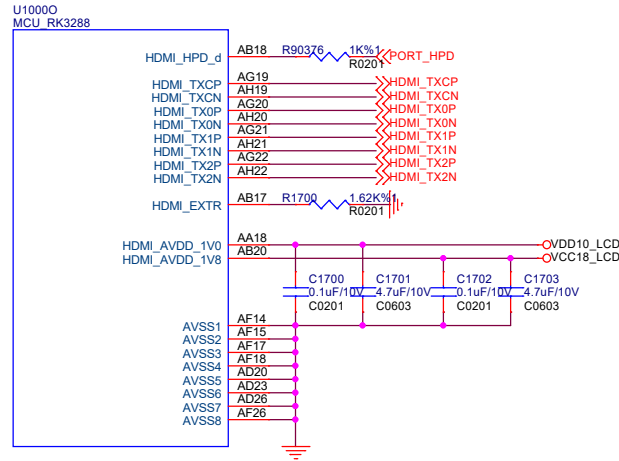 U1000O
MCU_RK3288
HDMI_HPD_d AB18 R90376 1K%1 PORT_HPD
R0201
HDMI_TXCP AG19 HDMI_TXCP
HDMI_TXCN AH19 HDMI_TXCN
HDMI_TX0P AG20 HDMI_TX0P
HDMI_TX0N AH20 HDMI_TX0N
HDMI_TX1P AG21 HDMI_TX1P
HDMI_TX1N AH21 HDMI_TX1N
HDMI_TX2P AG22 HDMI_TX2P
HDMI_TX2N AH22 HDMI_TX2N
HDMI_EXTR AB17 R1700 1.62K%1
R0201
HDMI_AVDD_1V0 AA18 VDD10_LCD
HDMI_AVDD_1V8 AB20 VCC18_LCD
C1700 C1701 C1702 C1703
0.1uF/10V 4.7uF/10V 0.1uF/10V 4.7uF/10V
C0201 C0603 C0201 C0603
AVSS1 AF14
AVSS2 AF15
AVSS3 AF17
AVSS4 AF18
AVSS5 AD20
AVSS6 AD23
AVSS7 AD26
AVSS8 AF26